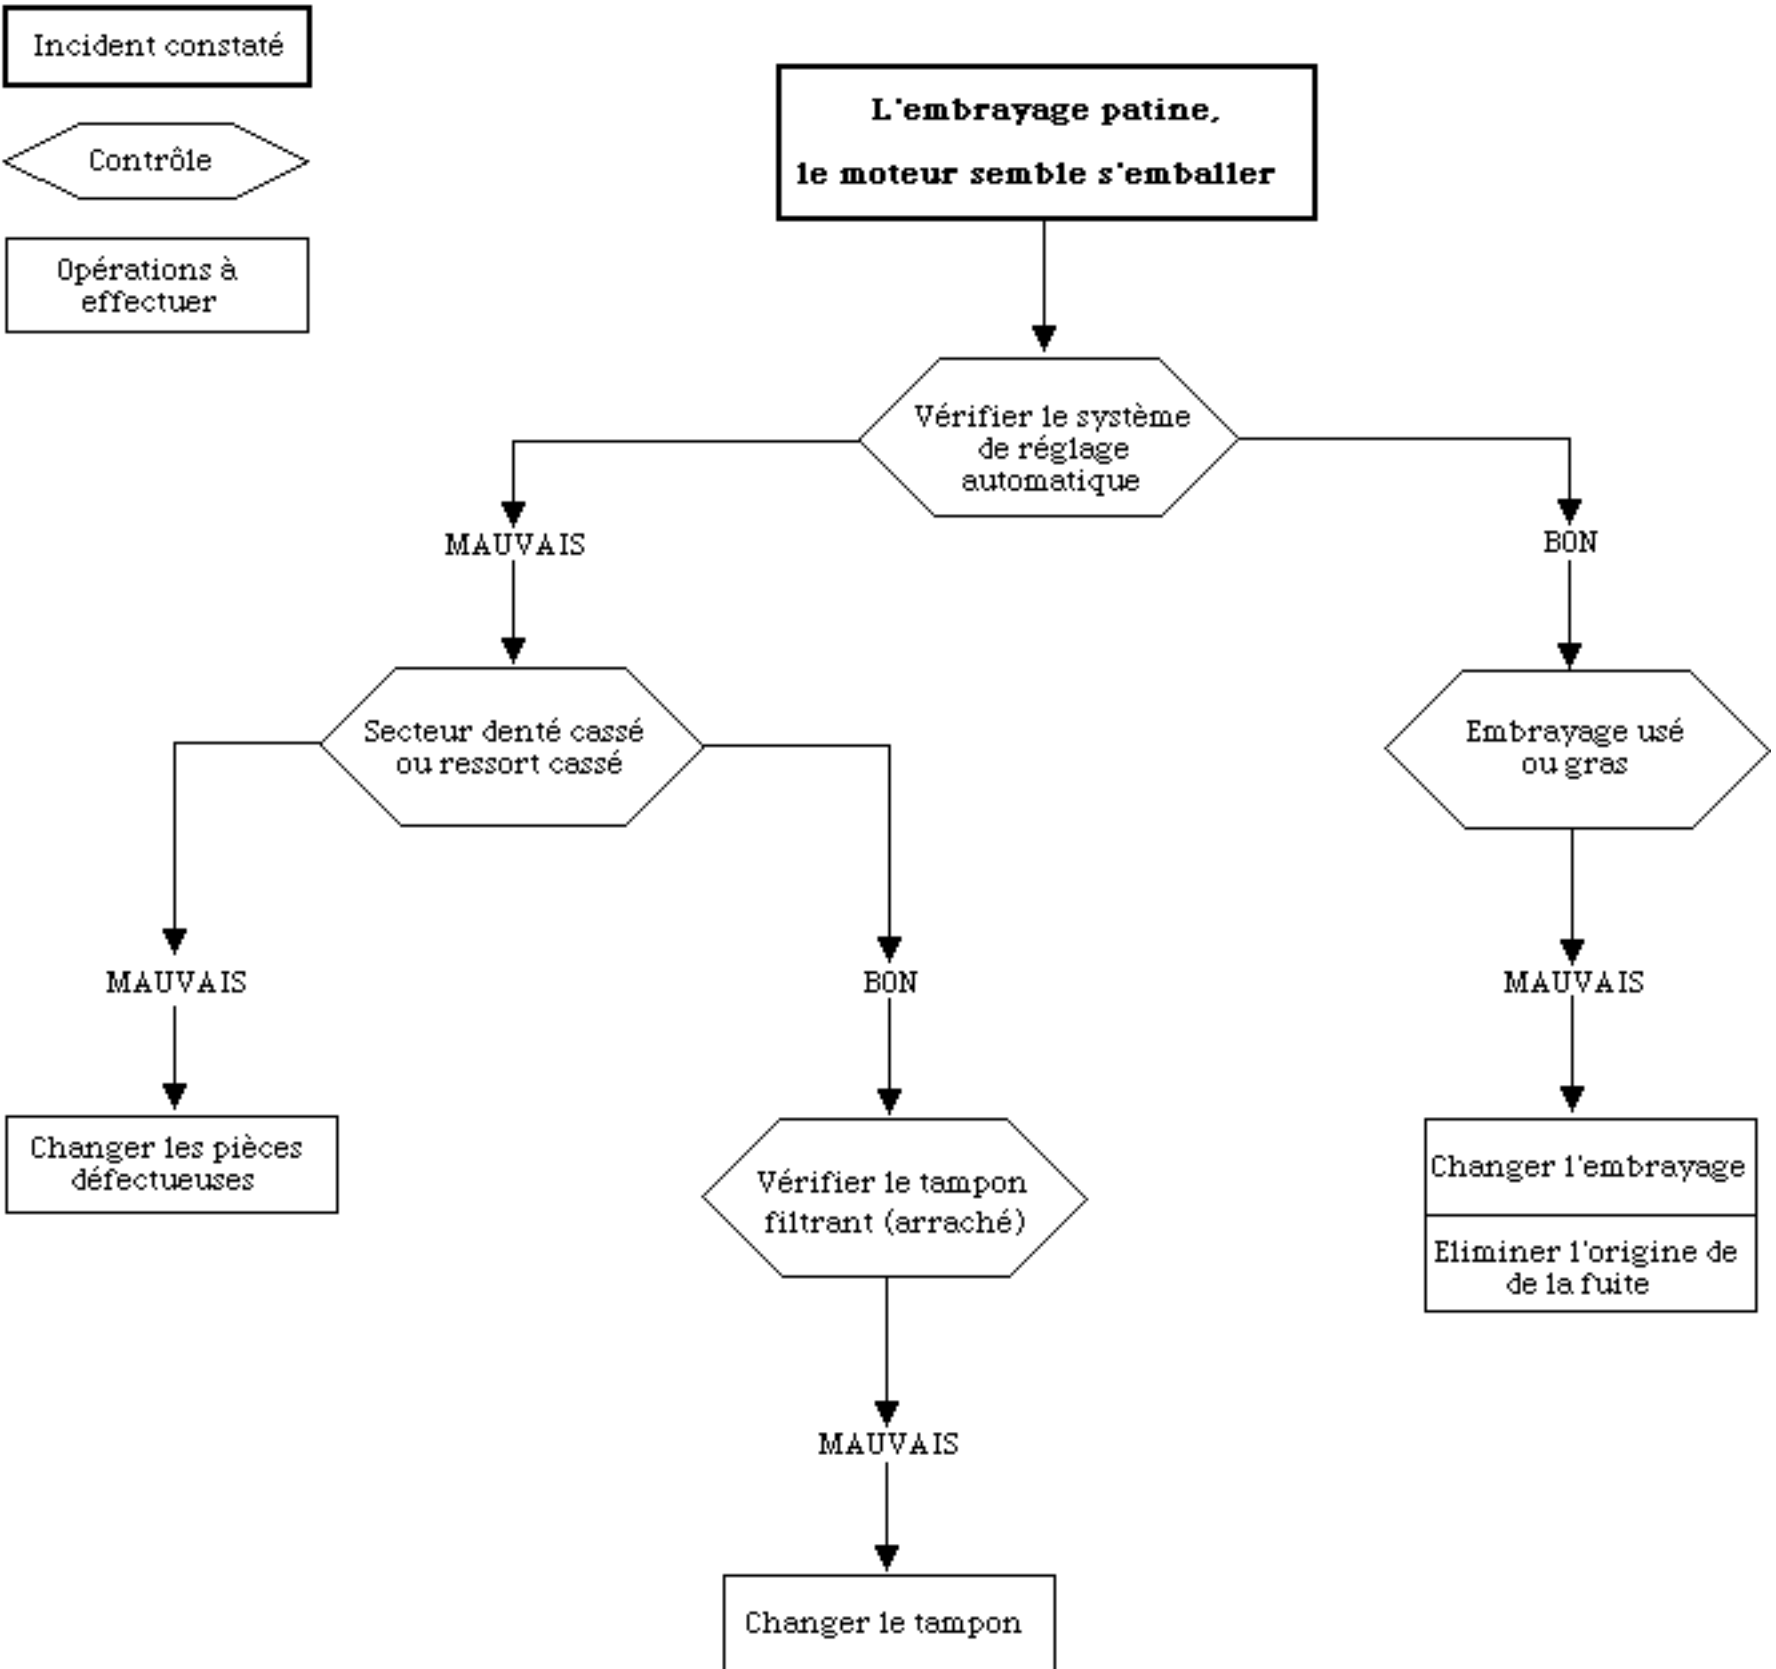 Incident constaté
Contrôle
Opérations à
effectuer
L'embrayage patine,
le moteur semble s'emballer
Vérifier le système
de réglage
automatique
MAUVAIS
BON
Secteur denté cassé
ou ressort cassé
Embrayage usé
ou gras
MAUVAIS
BON
MAUVAIS
Changer les pièces
défectueuses
Vérifier le tampon
filtrant (arraché)
Changer l'embrayage
Eliminer l'origine de
de la fuite
MAUVAIS
Changer le tampon